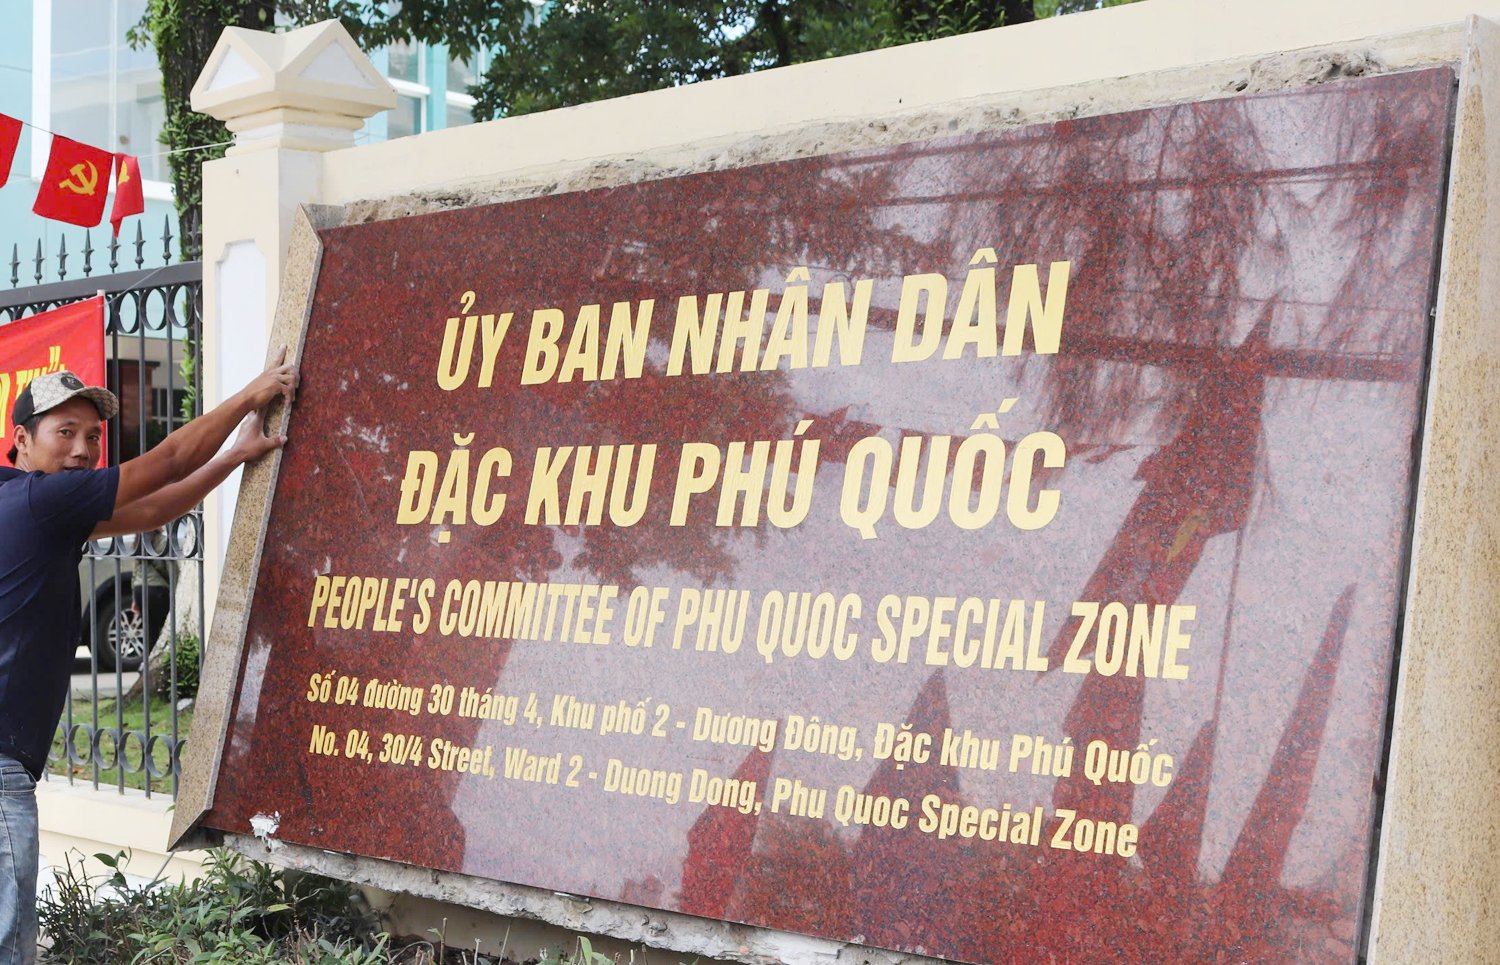 ỦY BAN NHÂN DÂN
ĐẶC KHU PHÚ QUỐC
PEOPLE'S COMMITTEE OF PHU QUOC SPECIAL ZONE
Số 04 đường 30 tháng 4, Khu phố 2 - Dương Đông, Đặc khu Phú Quốc
No. 04, 30/4 Street, Ward 2 - Duong Dong, Phu Quoc Special Zone